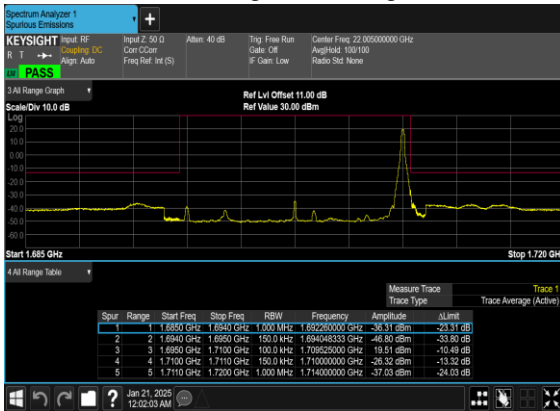 Spectrum Analyzer 1
Spurious Emissions
KEYSIGHT Input: RF Input Z: 50 Ω Atten: 40 dB Trig: Free Run Center Freq: 22.005000000 GHz
R T Coupling: DC Corr CCorr Gate: Off Avg|Hold: 100/100
Align: Auto Freq Ref: Int (S) IF Gain: Low Radio Std: None
PASS
3 All Range Graph
Ref Lvl Offset 11.00 dB
Scale/Div 10.0 dB Ref Value 30.00 dBm
Log
20.0
10.0
0.00
-10.0
-20.0
-30.0
-40.0
-50.0
-60.0
Start 1.685 GHz Stop 1.720 GH
4 All Range Table
Measure Trace Trace 1
Trace Type Trace Average (Active)
Spur Range Start Freq Stop Freq RBW Frequency Amplitude ΔLimit
1 1 1.6850 GHz 1.6940 GHz 1.000 MHz 1.692260000 GHz -36.31 dBm -23.31 dB
2 2 1.6940 GHz 1.6950 GHz 150.0 kHz 1.694048333 GHz -46.80 dBm -33.80 dB
3 3 1.6950 GHz 1.7100 GHz 100.0 kHz 1.709525000 GHz 19.51 dBm -10.49 dB
4 4 1.7100 GHz 1.7110 GHz 150.0 kHz 1.710000000 GHz -26.32 dBm -13.32 dB
5 5 1.7110 GHz 1.7200 GHz 1.000 MHz 1.714000000 GHz -37.03 dBm -24.03 dB
Jan 21, 2025
12:02:03 AM